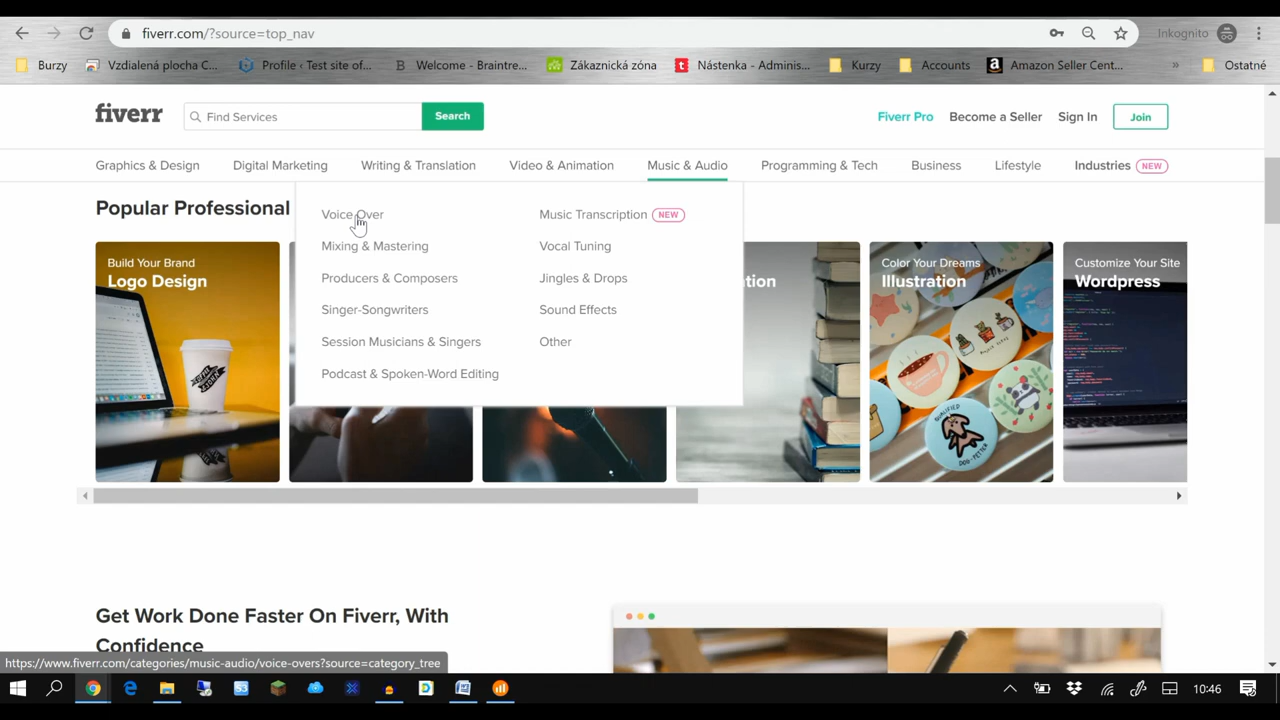 fiverr.com/?source=top_nav
Inkognito
Burzy
Vzdialená plocha C...
Profile ‹ Test site of...
Welcome - Braintre...
Zákaznická zóna
Nástenka - Adminis...
Kurzy
Accounts
Amazon Seller Cent...
»
Ostatné
fiverr
Find Services
Search
Fiverr Pro
Become a Seller
Sign In
Join
Graphics & Design
Digital Marketing
Writing & Translation
Video & Animation
Music & Audio
Programming & Tech
Business
Lifestyle
Industries NEW
Popular Professional
Voice Over
Mixing & Mastering
Producers & Composers
Singer-Songwriters
Session Musicians & Singers
Podcast & Spoken-Word Editing
Music Transcription NEW
Vocal Tuning
Jingles & Drops
Sound Effects
Other
Build Your Brand
Logo Design
tion
Color Your Dreams
Illustration
QUALIFIED
DOG-PETTER
Customize Your Site
Wordpress
Get Work Done Faster On Fiverr, With
Confidence
https://www.fiverr.com/categories/music-audio/voice-overs?source=category_tree
10:46